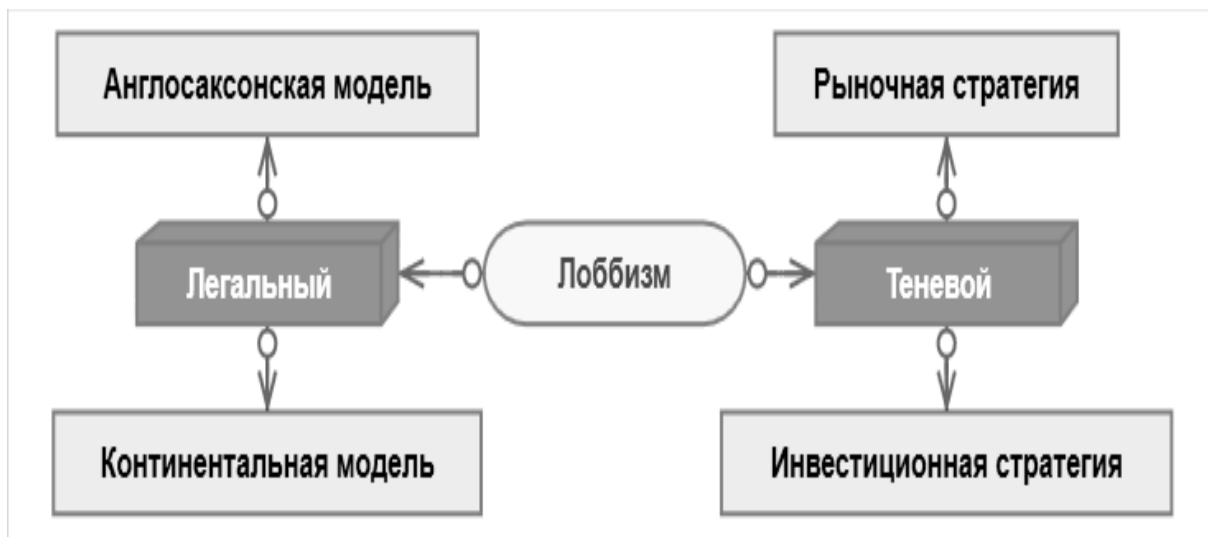 Англосаксонская модель
Рыночная стратегия
Легальный
Лоббизм
Теневой
Континентальная модель
Инвестиционная стратегия